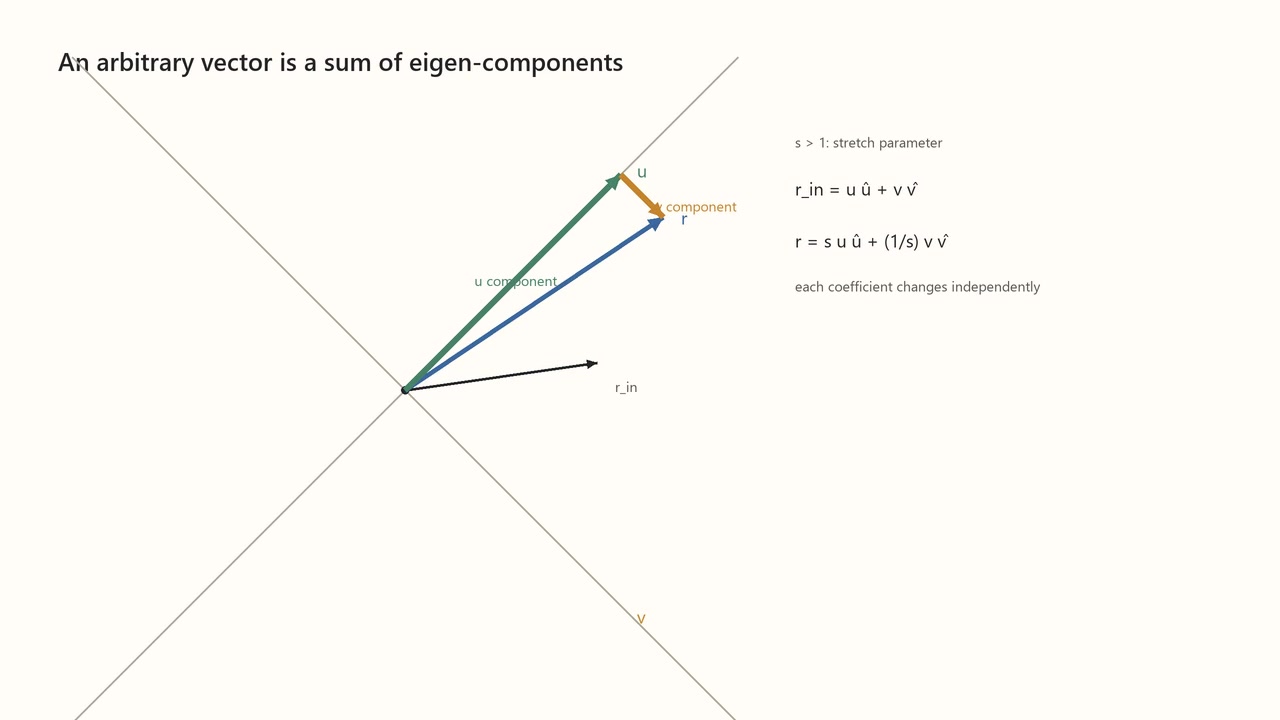 An arbitrary vector is a sum of eigen-components
s > 1: stretch parameter
u
r_in = u û + v v̂
v component
r
r = s u û + (1/s) v v̂
u component
each coefficient changes independently
r_in
v